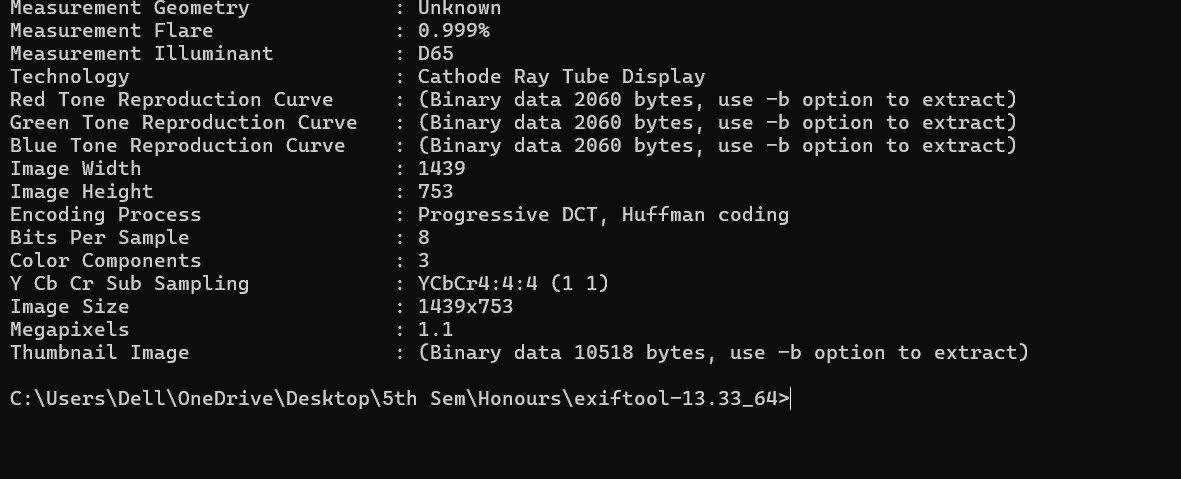 Measurement Geometry : Unknown
Measurement Flare : 0.999%
Measurement Illuminant : D65
Technology : Cathode Ray Tube Display
Red Tone Reproduction Curve : (Binary data 2060 bytes, use -b option to extract)
Green Tone Reproduction Curve : (Binary data 2060 bytes, use -b option to extract)
Blue Tone Reproduction Curve : (Binary data 2060 bytes, use -b option to extract)
Image Width : 1439
Image Height : 753
Encoding Process : Progressive DCT, Huffman coding
Bits Per Sample : 8
Color Components : 3
Y Cb Cr Sub Sampling : YCbCr4:4:4 (1 1)
Image Size : 1439x753
Megapixels : 1.1
Thumbnail Image : (Binary data 10518 bytes, use -b option to extract)
C:\Users\Dell\OneDrive\Desktop\5th Sem\Honours\exiftool-13.33_64>